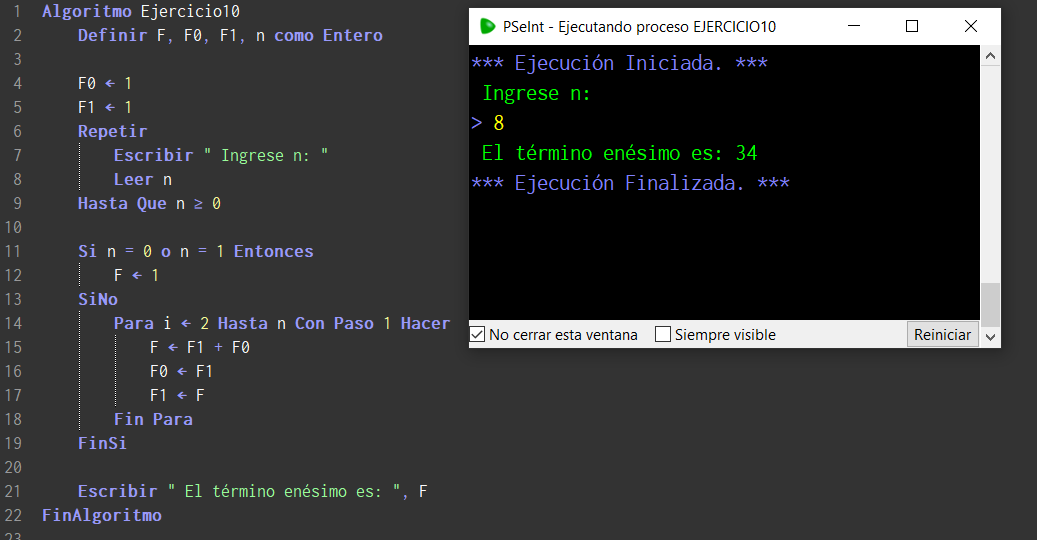 1 Algoritmo Ejercicio10
2 Definir F, F0, F1, n como Entero
3
4 F0 ← 1
5 F1 ← 1
6 Repetir
7 Escribir " Ingrese n: "
8 Leer n
9 Hasta Que n ≥ 0
10
11 Si n = 0 o n = 1 Entonces
12 F ← 1
13 SiNo
14 Para i ← 2 Hasta n Con Paso 1 Hacer
15 F ← F1 + F0
16 F0 ← F1
17 F1 ← F
18 Fin Para
19 FinSi
20
21 Escribir " El término enésimo es: ", F
22 FinAlgoritmo
23
PSeInt - Ejecutando proceso EJERCICIO10
*** Ejecución Iniciada. ***
Ingrese n:
> 8
El término enésimo es: 34
*** Ejecución Finalizada. ***
No cerrar esta ventana Siempre visible Reiniciar